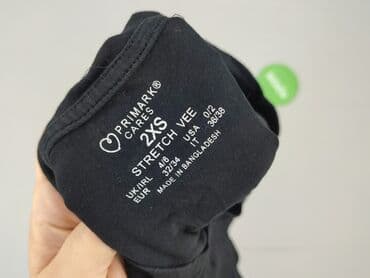 PRIMARK®
CARES
2XS
STRETCH VEE
UK/IRL 4/6 USA 0/2
EUR 32/34 IT 36/38
MADE IN BANGLADESH